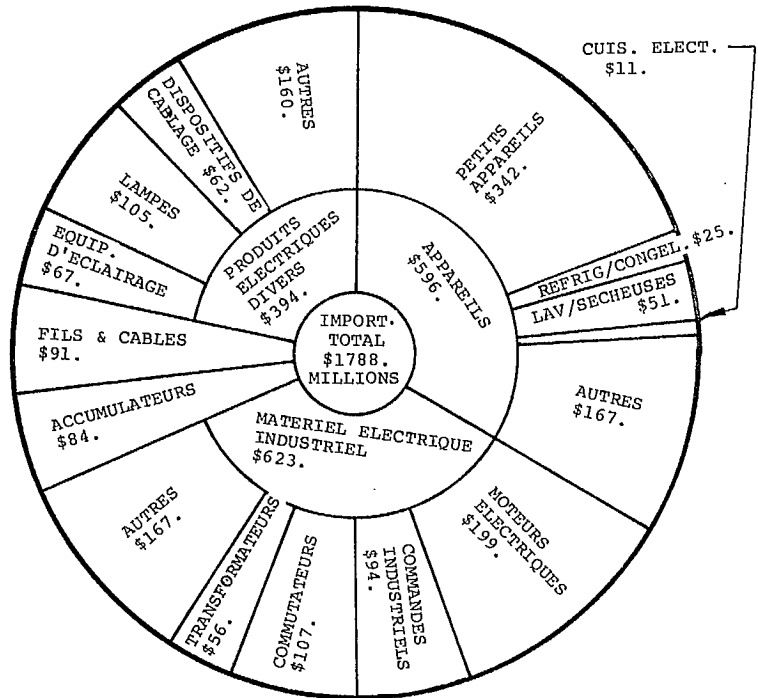 CUIS. ELECT.
$11.
AUTRES
$160.
DISPOSITIFS DE
CABLAGE $62.
LAMPES
$105.
EQUIP.
D'ECLAIRAGE
$67.
FILS & CABLES
$91.
ACCUMULATEURS
$84.
AUTRES
$167.
TRANSFORMATEURS
$56.
COMMUTATEURS
$107.
COMMANDES
INDUSTRIELS
$94.
MOTEURS
ELECTRIQUES
$199.
AUTRES
$167.
LAV/SECHEUSES
$51.
REFRIG/CONGEL.$25.
PETITS
APPAREILS
$342.
APPAREILS
$596.
PRODUITS
ELECTRIQUES
DIVERS
$394.
IMPORT.
TOTAL
$1788.
MILLIONS
MATERIEL ELECTRIQUE
INDUSTRIEL
$623.